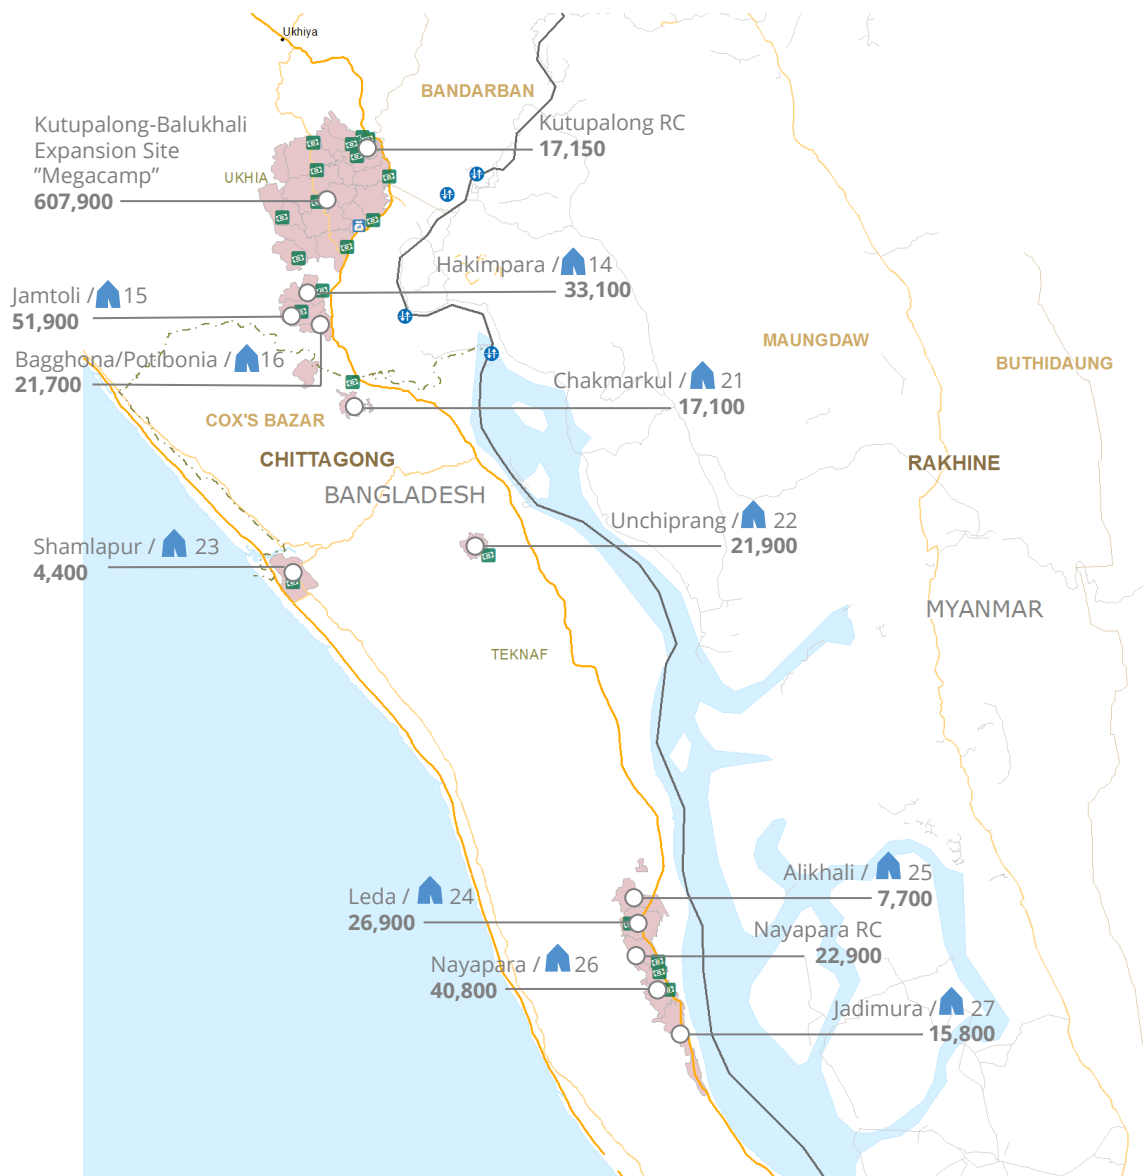 Ukhiya
BANDARBAN
Kutupalong-Balukhali
Expansion Site
”Megacamp”
607,900
Kutupalong RC
17,150
UKHIA
Hakimpara / 14
33,100
Jamtoli / 15
51,900
Bagghona/Potibonia / 16
21,700
MAUNGDAW
BUTHIDAUNG
Chakmarkul / 21
17,100
COX'S BAZAR
CHITTAGONG
RAKHINE
BANGLADESH
Unchiprang / 22
21,900
Shamlapur / 23
4,400
MYANMAR
TEKNAF
Alikhali / 25
7,700
Leda / 24
26,900
Nayapara RC
22,900
Nayapara / 26
40,800
Jadimura / 27
15,800